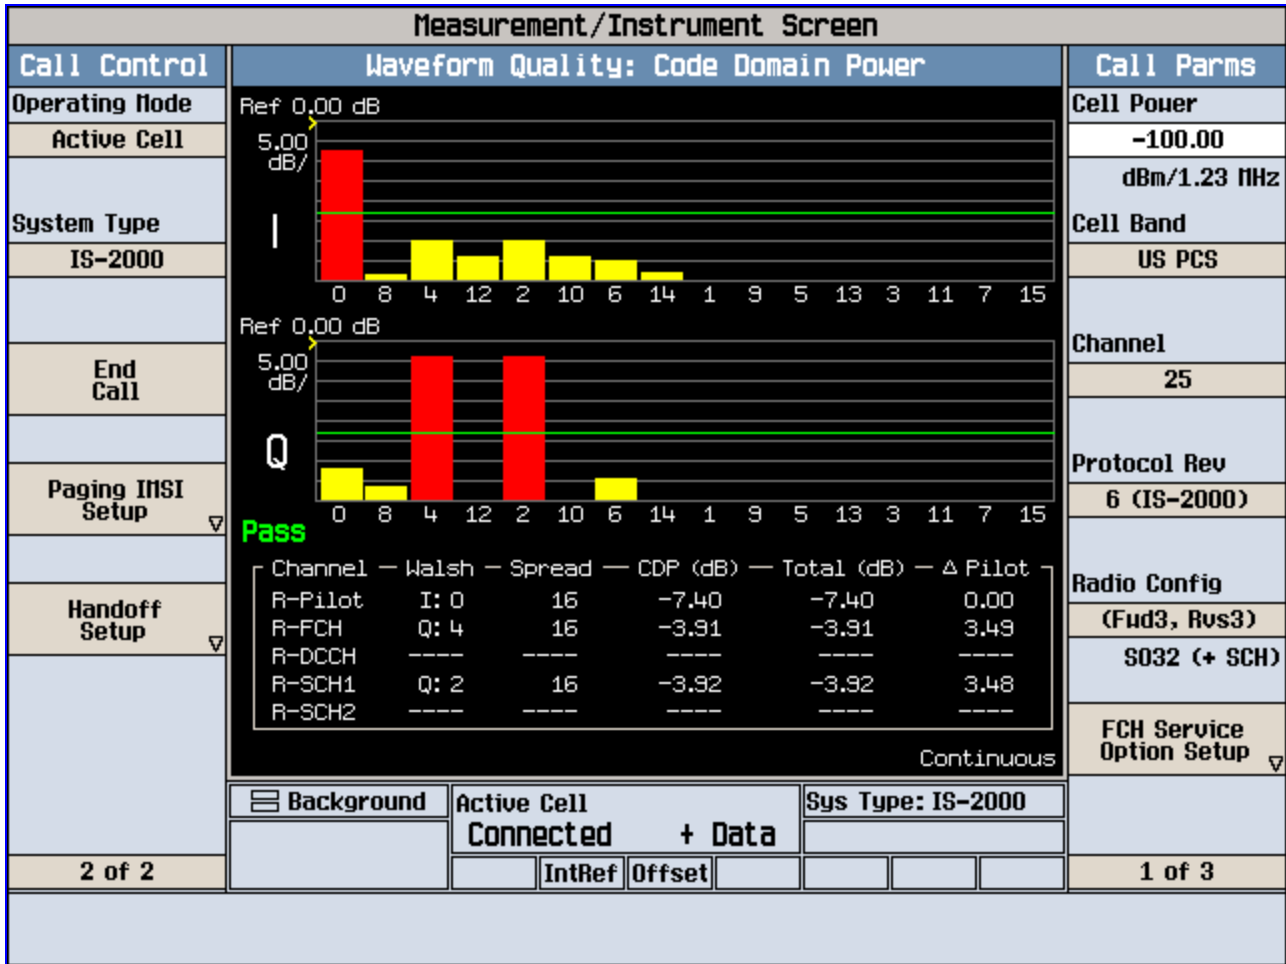 Measurement/Instrument Screen
Call Control
Operating Mode
Active Cell
System Type
IS-2000
End
Call
Paging IMSI
Setup
Handoff
Setup
2 of 2
Waveform Quality: Code Domain Power
Ref 0.00 dB
5.00
dB/
I
0 8 4 12 2 10 6 14 1 9 5 13 3 11 7 15
Ref 0.00 dB
5.00
dB/
Q
0 8 4 12 2 10 6 14 1 9 5 13 3 11 7 15
Pass
Channel — Walsh — Spread — CDP (dB) — Total (dB) — Δ Pilot
R-Pilot I: 0 16 -7.40 -7.40 0.00
R-FCH Q: 4 16 -3.91 -3.91 3.49
R-DCCH ---- ---- ---- ---- ----
R-SCH1 Q: 2 16 -3.92 -3.92 3.48
R-SCH2 ---- ---- ---- ---- ----
Continuous
Background
Active Cell
Connected + Data
Sys Type: IS-2000
IntRef Offset
Call Parms
Cell Power
-100.00
dBm/1.23 MHz
Cell Band
US PCS
Channel
25
Protocol Rev
6 (IS-2000)
Radio Config
(Fwd3, Rvs3)
SO32 (+ SCH)
FCH Service
Option Setup
1 of 3